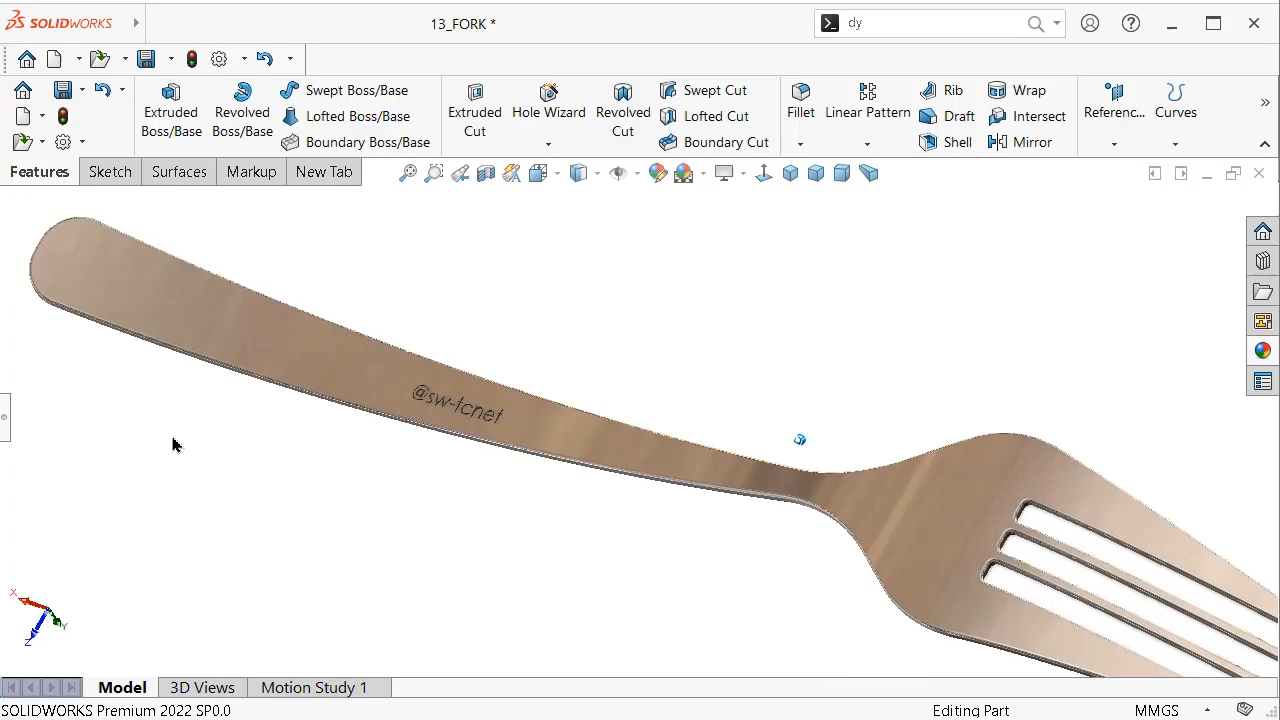 SOLIDWORKS
13_FORK *
dy
Extruded Boss/Base
Revolved Boss/Base
Swept Boss/Base
Lofted Boss/Base
Boundary Boss/Base
Extruded Cut
Hole Wizard
Revolved Cut
Swept Cut
Lofted Cut
Boundary Cut
Fillet
Linear Pattern
Rib
Draft
Shell
Wrap
Intersect
Mirror
Referenc...
Curves
Features
Sketch
Surfaces
Markup
New Tab
@sw-tcnet
X
Y
Z
Model
3D Views
Motion Study 1
SOLIDWORKS Premium 2022 SP0.0
Editing Part
MMGS